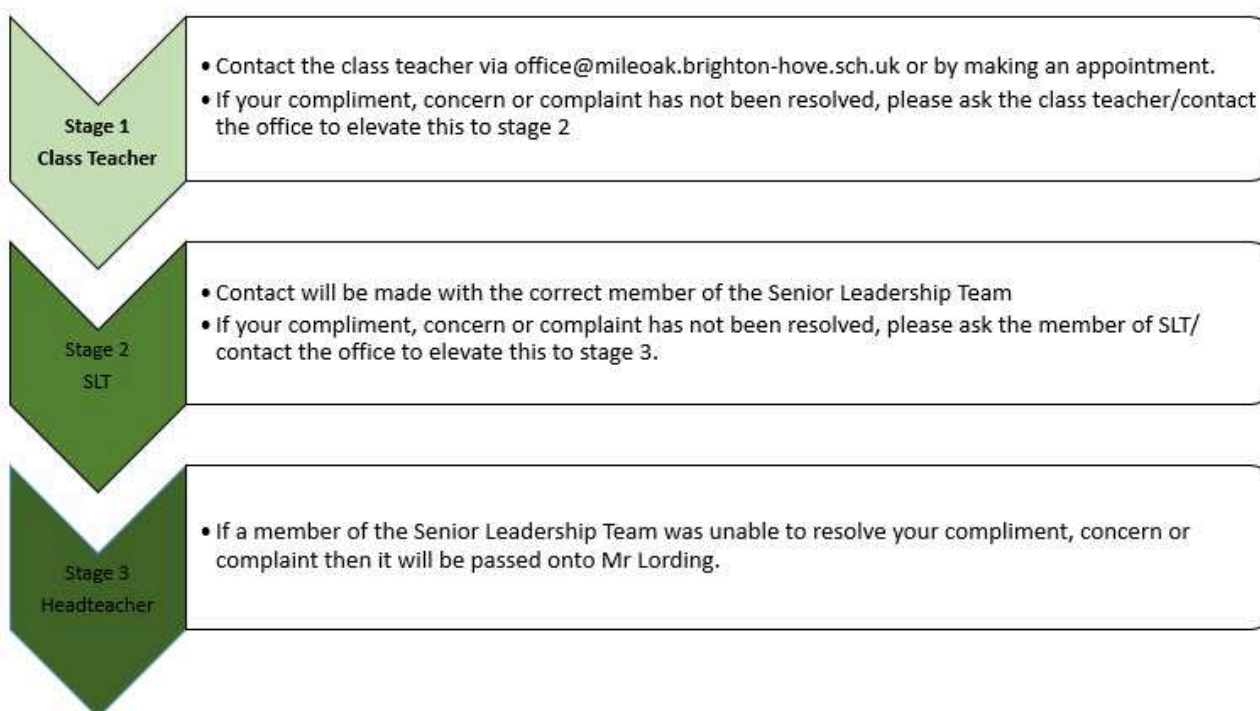 Stage 1
Class Teacher
• Contact the class teacher via office@mileoak.brighton-hove.sch.uk or by making an appointment.
• If your compliment, concern or complaint has not been resolved, please ask the class teacher/contact
the office to elevate this to stage 2
Stage 2
SLT
• Contact will be made with the correct member of the Senior Leadership Team
• If your compliment, concern or complaint has not been resolved, please ask the member of SLT/
contact the office to elevate this to stage 3.
Stage 3
Headteacher
• If a member of the Senior Leadership Team was unable to resolve your compliment, concern or
complaint then it will be passed onto Mr Lording.